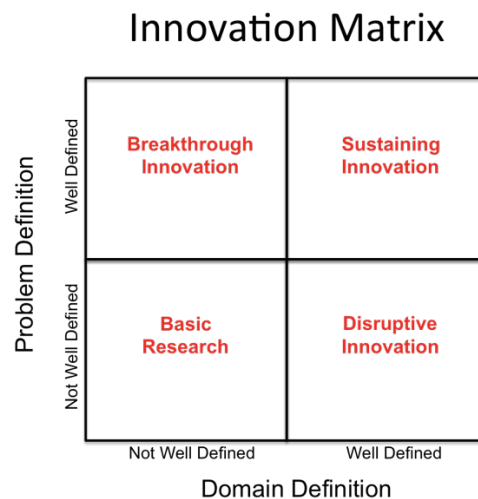 Innovation Matrix
Problem Definition
Well Defined
Breakthrough
Innovation
Sustaining
Innovation
Not Well Defined
Basic
Research
Disruptive
Innovation
Not Well Defined
Well Defined
Domain Definition